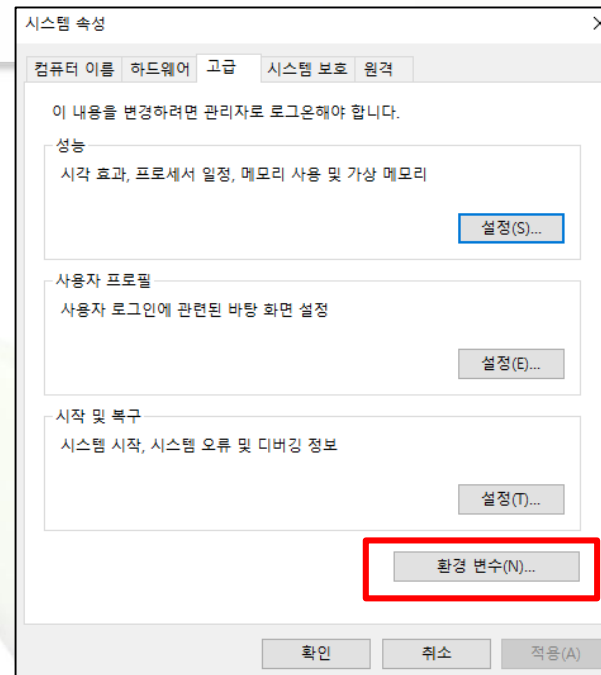 시스템 속성
컴퓨터 이름 하드웨어 고급 시스템 보호 원격
이 내용을 변경하려면 관리자로 로그온해야 합니다.
성능
시각 효과, 프로세서 일정, 메모리 사용 및 가상 메모리
설정(S)...
사용자 프로필
사용자 로그인에 관련된 바탕 화면 설정
설정(E)...
시작 및 복구
시스템 시작, 시스템 오류 및 디버깅 정보
설정(T)...
환경 변수(N)...
확인 취소 적용(A)